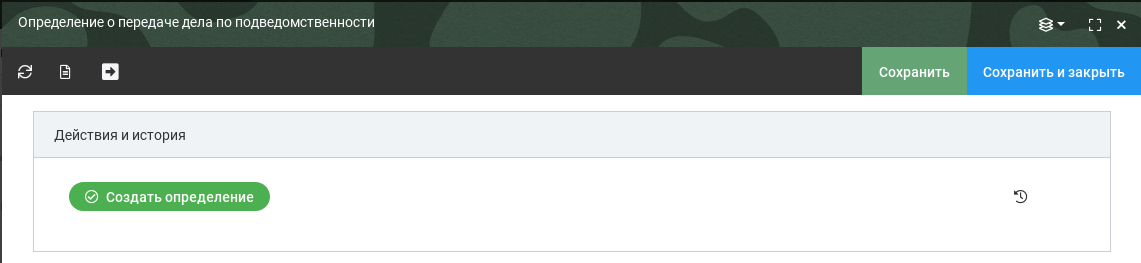 Определение о передаче дела по подведомственности
Сохранить
Сохранить и закрыть
Действия и история
Создать определение